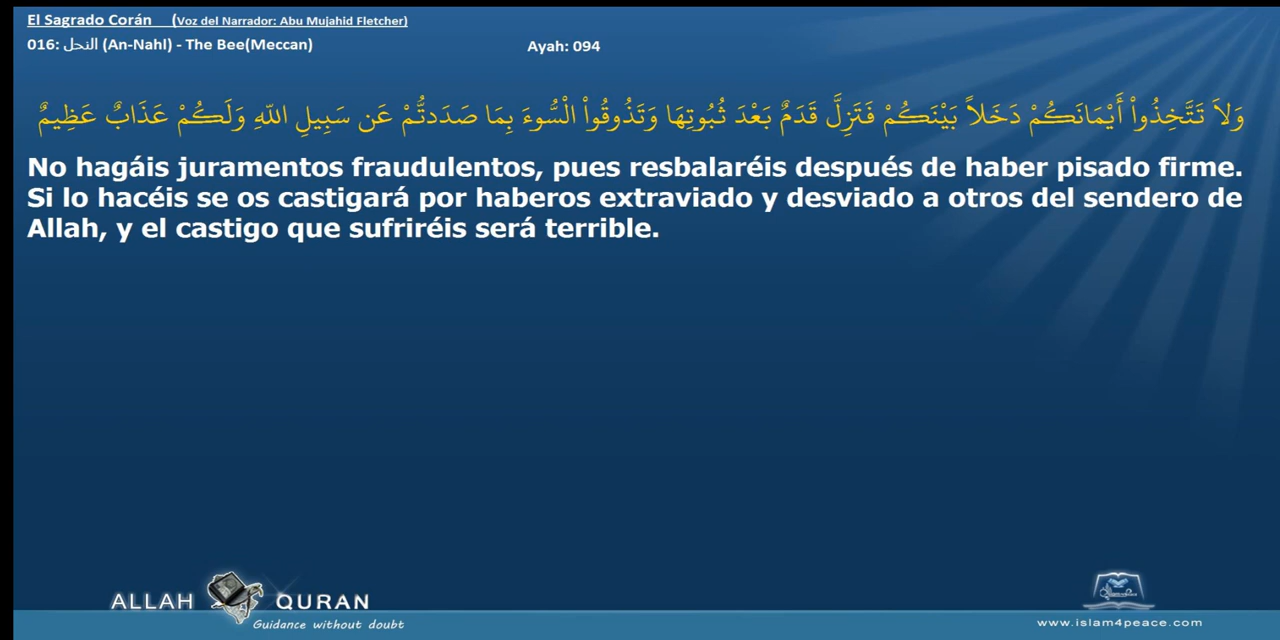 El Sagrado Corán (Voz del Narrador: Abu Mujahid Fletcher)
016: النحل (An-Nahl) - The Bee(Meccan) Ayah: 094
وَلاَ تَتَّخِذُواْ أَيْمَانَكُمْ دَخَلاً بَيْنَكُمْ فَتَزِلَّ قَدَمٌ بَعْدَ ثُبُوتِهَا وَتَذُوقُواْ الْسُّوءَ بِمَا صَدَدتُّمْ عَن سَبِيلِ اللّهِ وَلَكُمْ عَذَابٌ عَظِيمٌ
No hagáis juramentos fraudulentos, pues resbalaréis después de haber pisado firme.
Si lo hacéis se os castigará por haberos extraviado y desviado a otros del sendero de
Allah, y el castigo que sufriréis será terrible.
ALLAH QURAN
Guidance without doubt
www.islam4peace.com